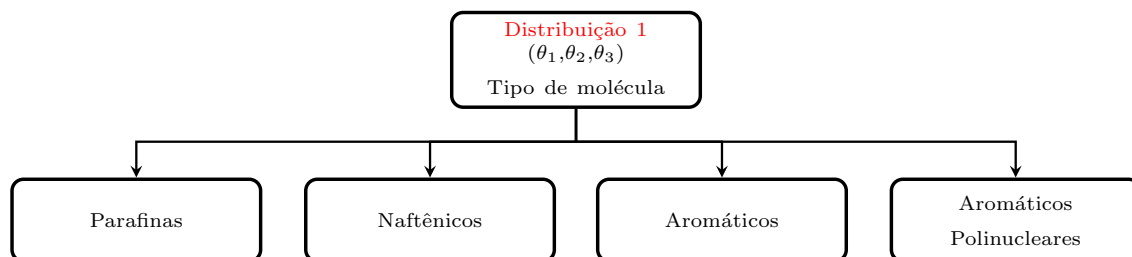 Distribuição 1
(θ₁,θ₂,θ₃)
Tipo de molécula
Parafinas
Naftênicos
Aromáticos
Aromáticos
Polinucleares